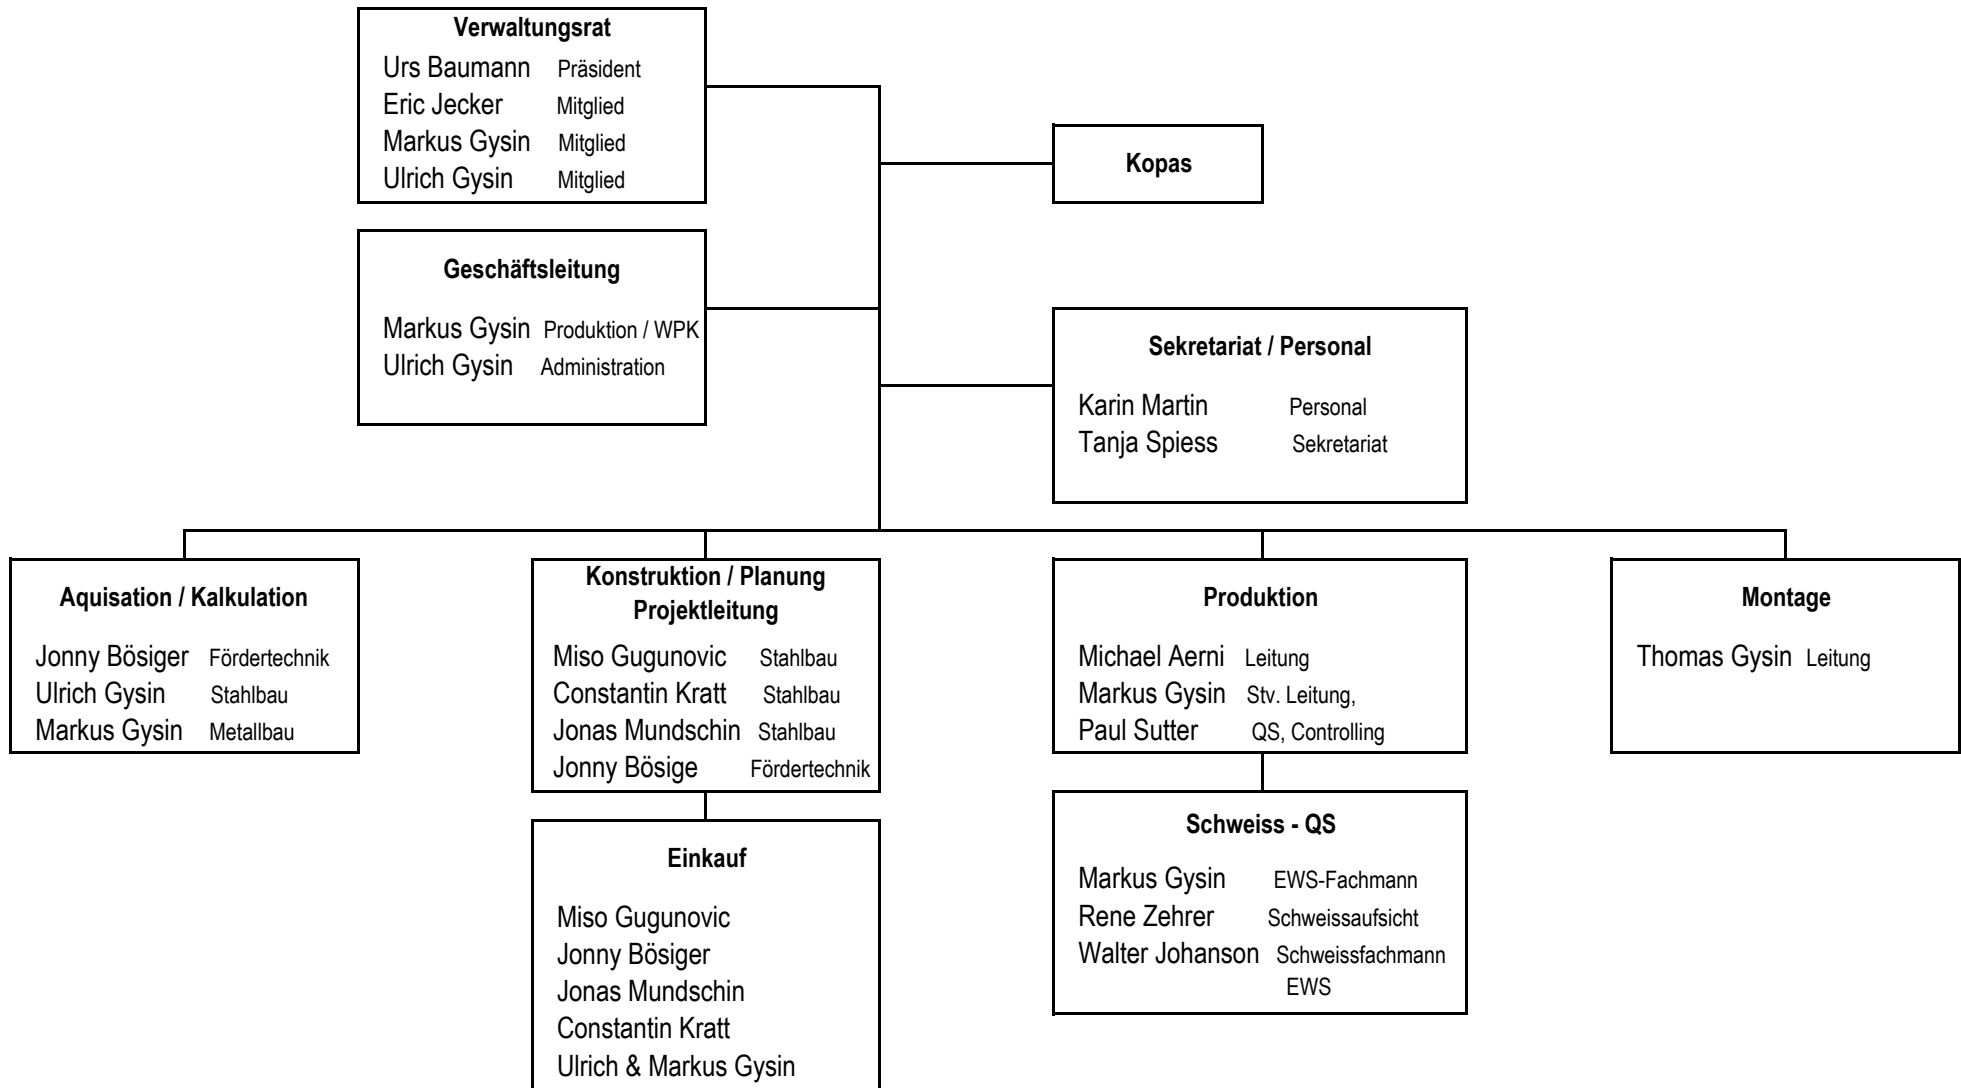 Verwaltungsrat
Urs Baumann Präsident
Eric Jecker Mitglied
Markus Gysin Mitglied
Ulrich Gysin Mitglied
Kopas
Geschäftsleitung
Markus Gysin Produktion / WPK
Ulrich Gysin Administration
Sekretariat / Personal
Karin Martin Personal
Tanja Spiess Sekretariat
Aquisation / Kalkulation
Jonny Bösiger Fördertechnik
Ulrich Gysin Stahlbau
Markus Gysin Metallbau
Konstruktion / Planung
Projektleitung
Miso Gugunovic Stahlbau
Constantin Kratt Stahlbau
Jonas Mundschin Stahlbau
Jonny Bösige Fördertechnik
Produktion
Michael Aerni Leitung
Markus Gysin Stv. Leitung,
Paul Sutter QS, Controlling
Montage
Thomas Gysin Leitung
Einkauf
Miso Gugunovic
Jonny Bösiger
Jonas Mundschin
Constantin Kratt
Ulrich & Markus Gysin
Schweiss - QS
Markus Gysin EWS-Fachmann
Rene Zehrer Schweissaufsicht
Walter Johanson Schweissfachmann
EWS